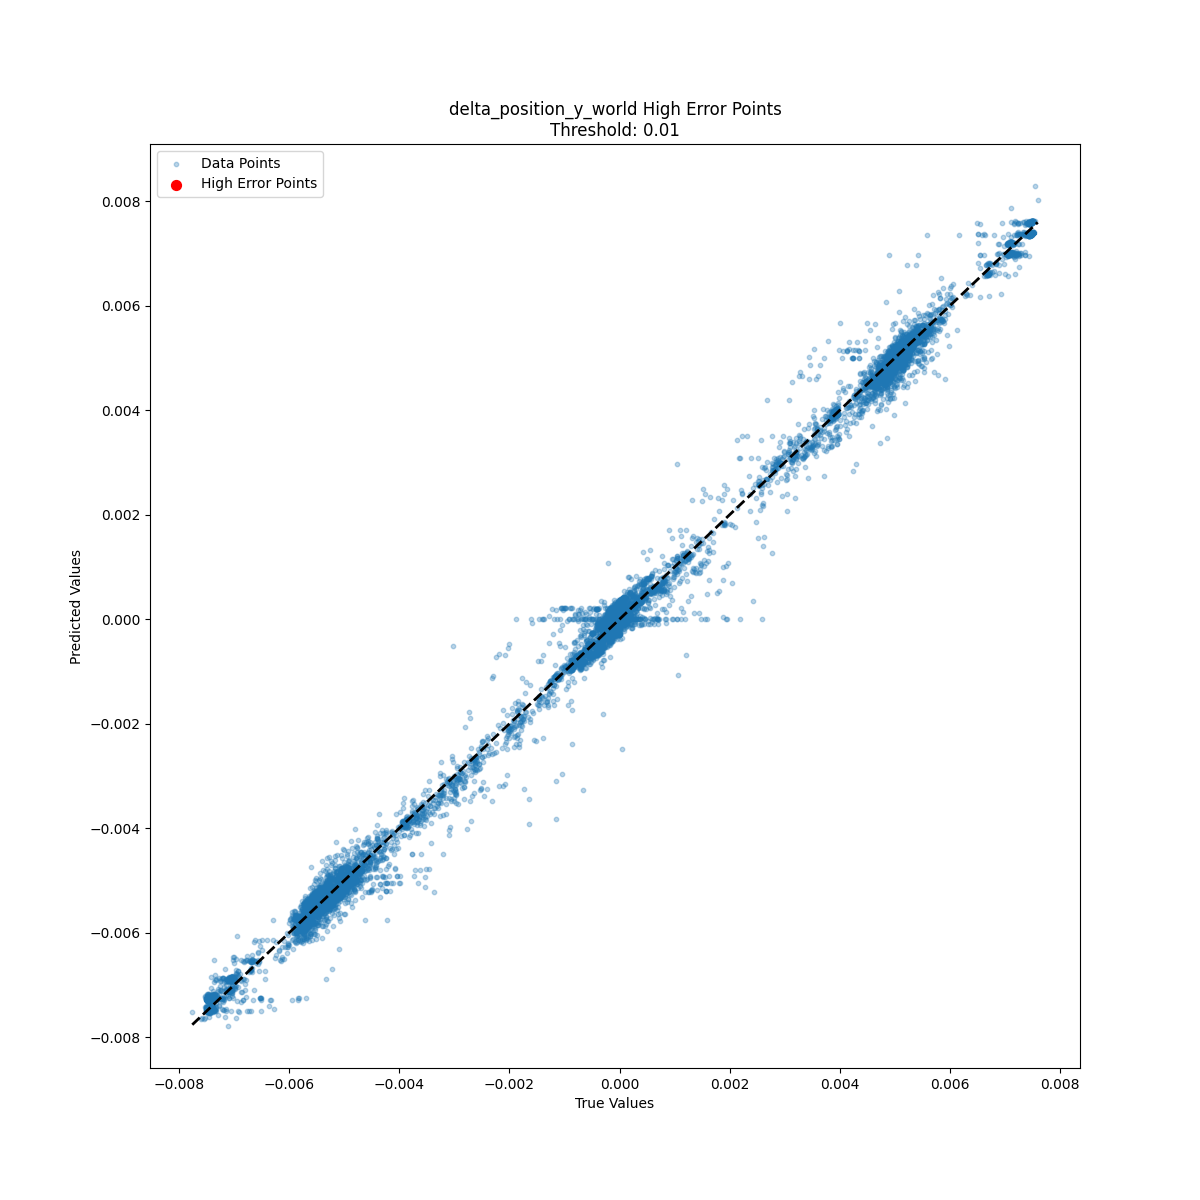 delta_position_y_world High Error Points
Threshold: 0.01
Data Points
High Error Points
0.008
0.006
0.004
0.002
0.000
−0.002
−0.004
−0.006
−0.008
Predicted Values
−0.008 −0.006 −0.004 −0.002 0.000 0.002 0.004 0.006 0.008
True Values